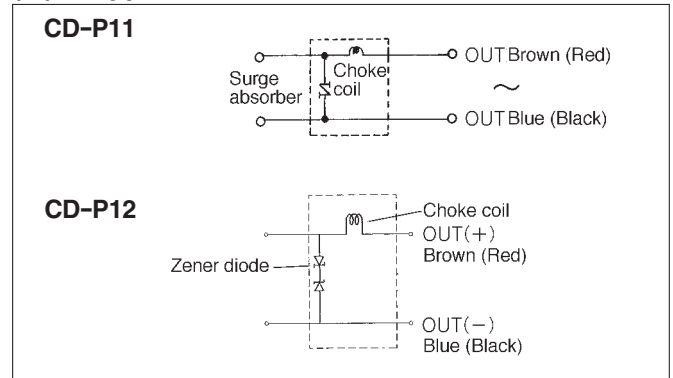 CD-P11
OUT Brown (Red)
Choke
coil
Surge
absorber
～
OUT Blue (Black)
CD-P12
Choke coil
OUT(+)
Brown (Red)
Zener diode
OUT(−)
Blue (Black)